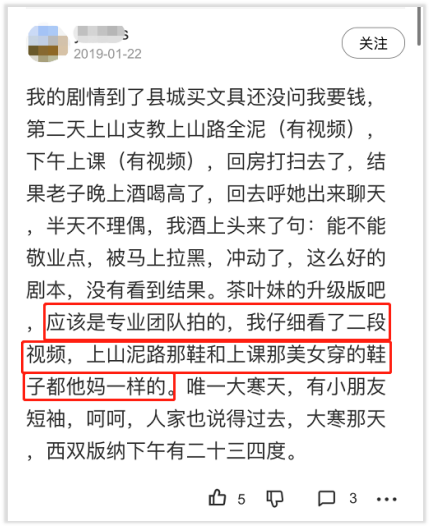 s
关注
2019-01-22
我的剧情到了县城买文具还没问我要钱，
第二天上山支教上山路全泥（有视频），
下午上课（有视频），回房打扫去了，结
果老子晚上酒喝高了，回去呼她出来聊天
，半天不理偶，我酒上头来了句：能不能
敬业点，被马上拉黑，冲动了，这么好的
剧本，没有看到结果。茶叶妹的升级版吧
，应该是专业团队拍的，我仔细看了二段
视频，上山泥路那鞋和上课那美女穿的鞋
子都他妈一样的。唯一大寒天，有小朋友
短袖，呵呵，人家也说得过去，大寒那天
，西双版纳下午有二十三四度。
5
3